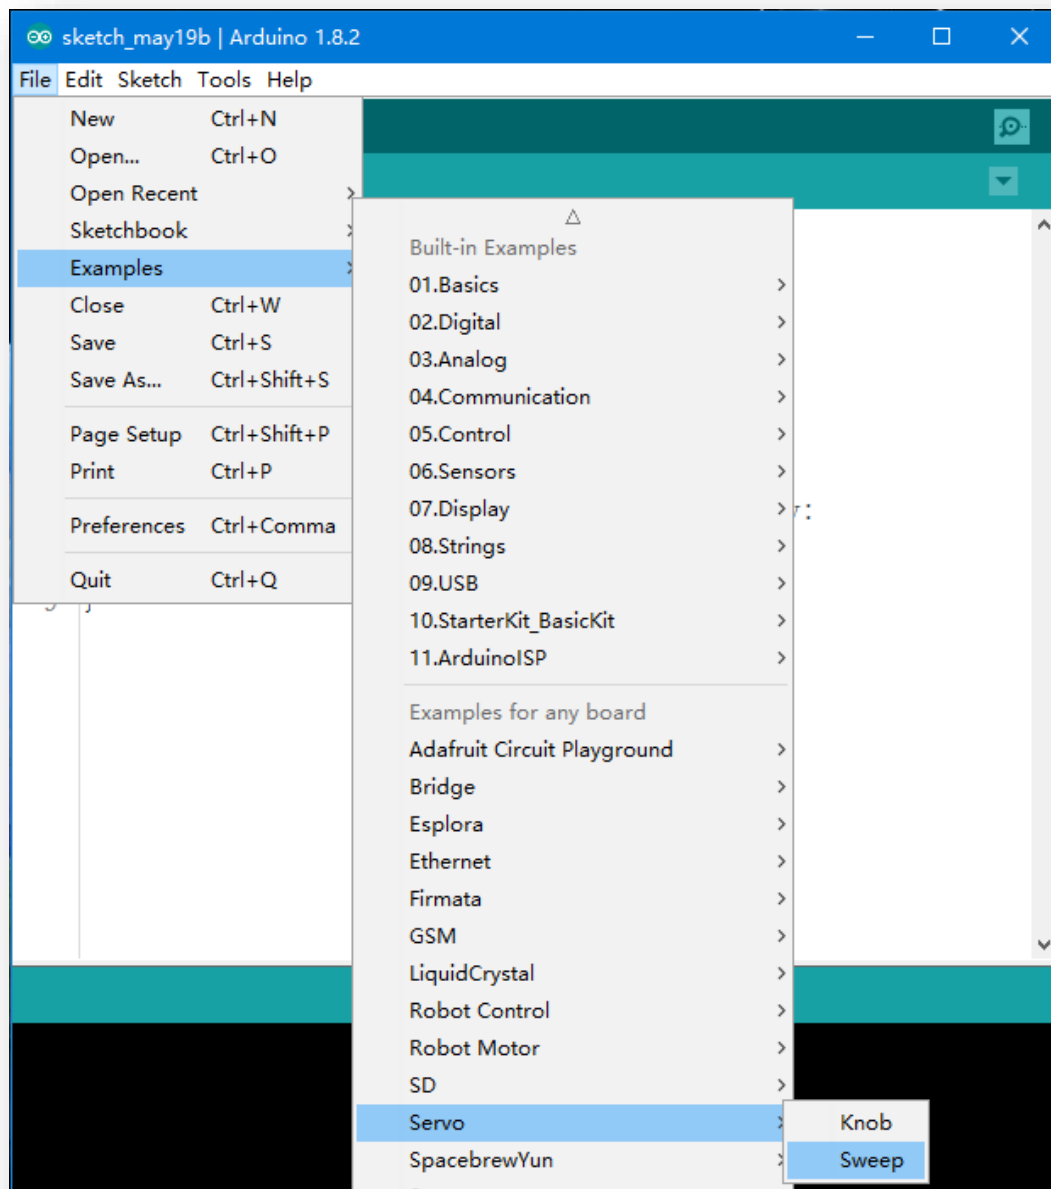 sketch_may19b | Arduino 1.8.2
File Edit Sketch Tools Help
New Ctrl+N
Open... Ctrl+O
Open Recent
Sketchbook
Examples
Close Ctrl+W
Save Ctrl+S
Save As... Ctrl+Shift+S
Page Setup Ctrl+Shift+P
Print Ctrl+P
Preferences Ctrl+Comma
Quit Ctrl+Q
Built-in Examples
01.Basics
02.Digital
03.Analog
04.Communication
05.Control
06.Sensors
07.Display
08.Strings
09.USB
10.StarterKit_BasicKit
11.ArduinoISP
Examples for any board
Adafruit Circuit Playground
Bridge
Esplora
Ethernet
Firmata
GSM
LiquidCrystal
Robot Control
Robot Motor
SD
Servo
SpacebrewYun
Knob
Sweep